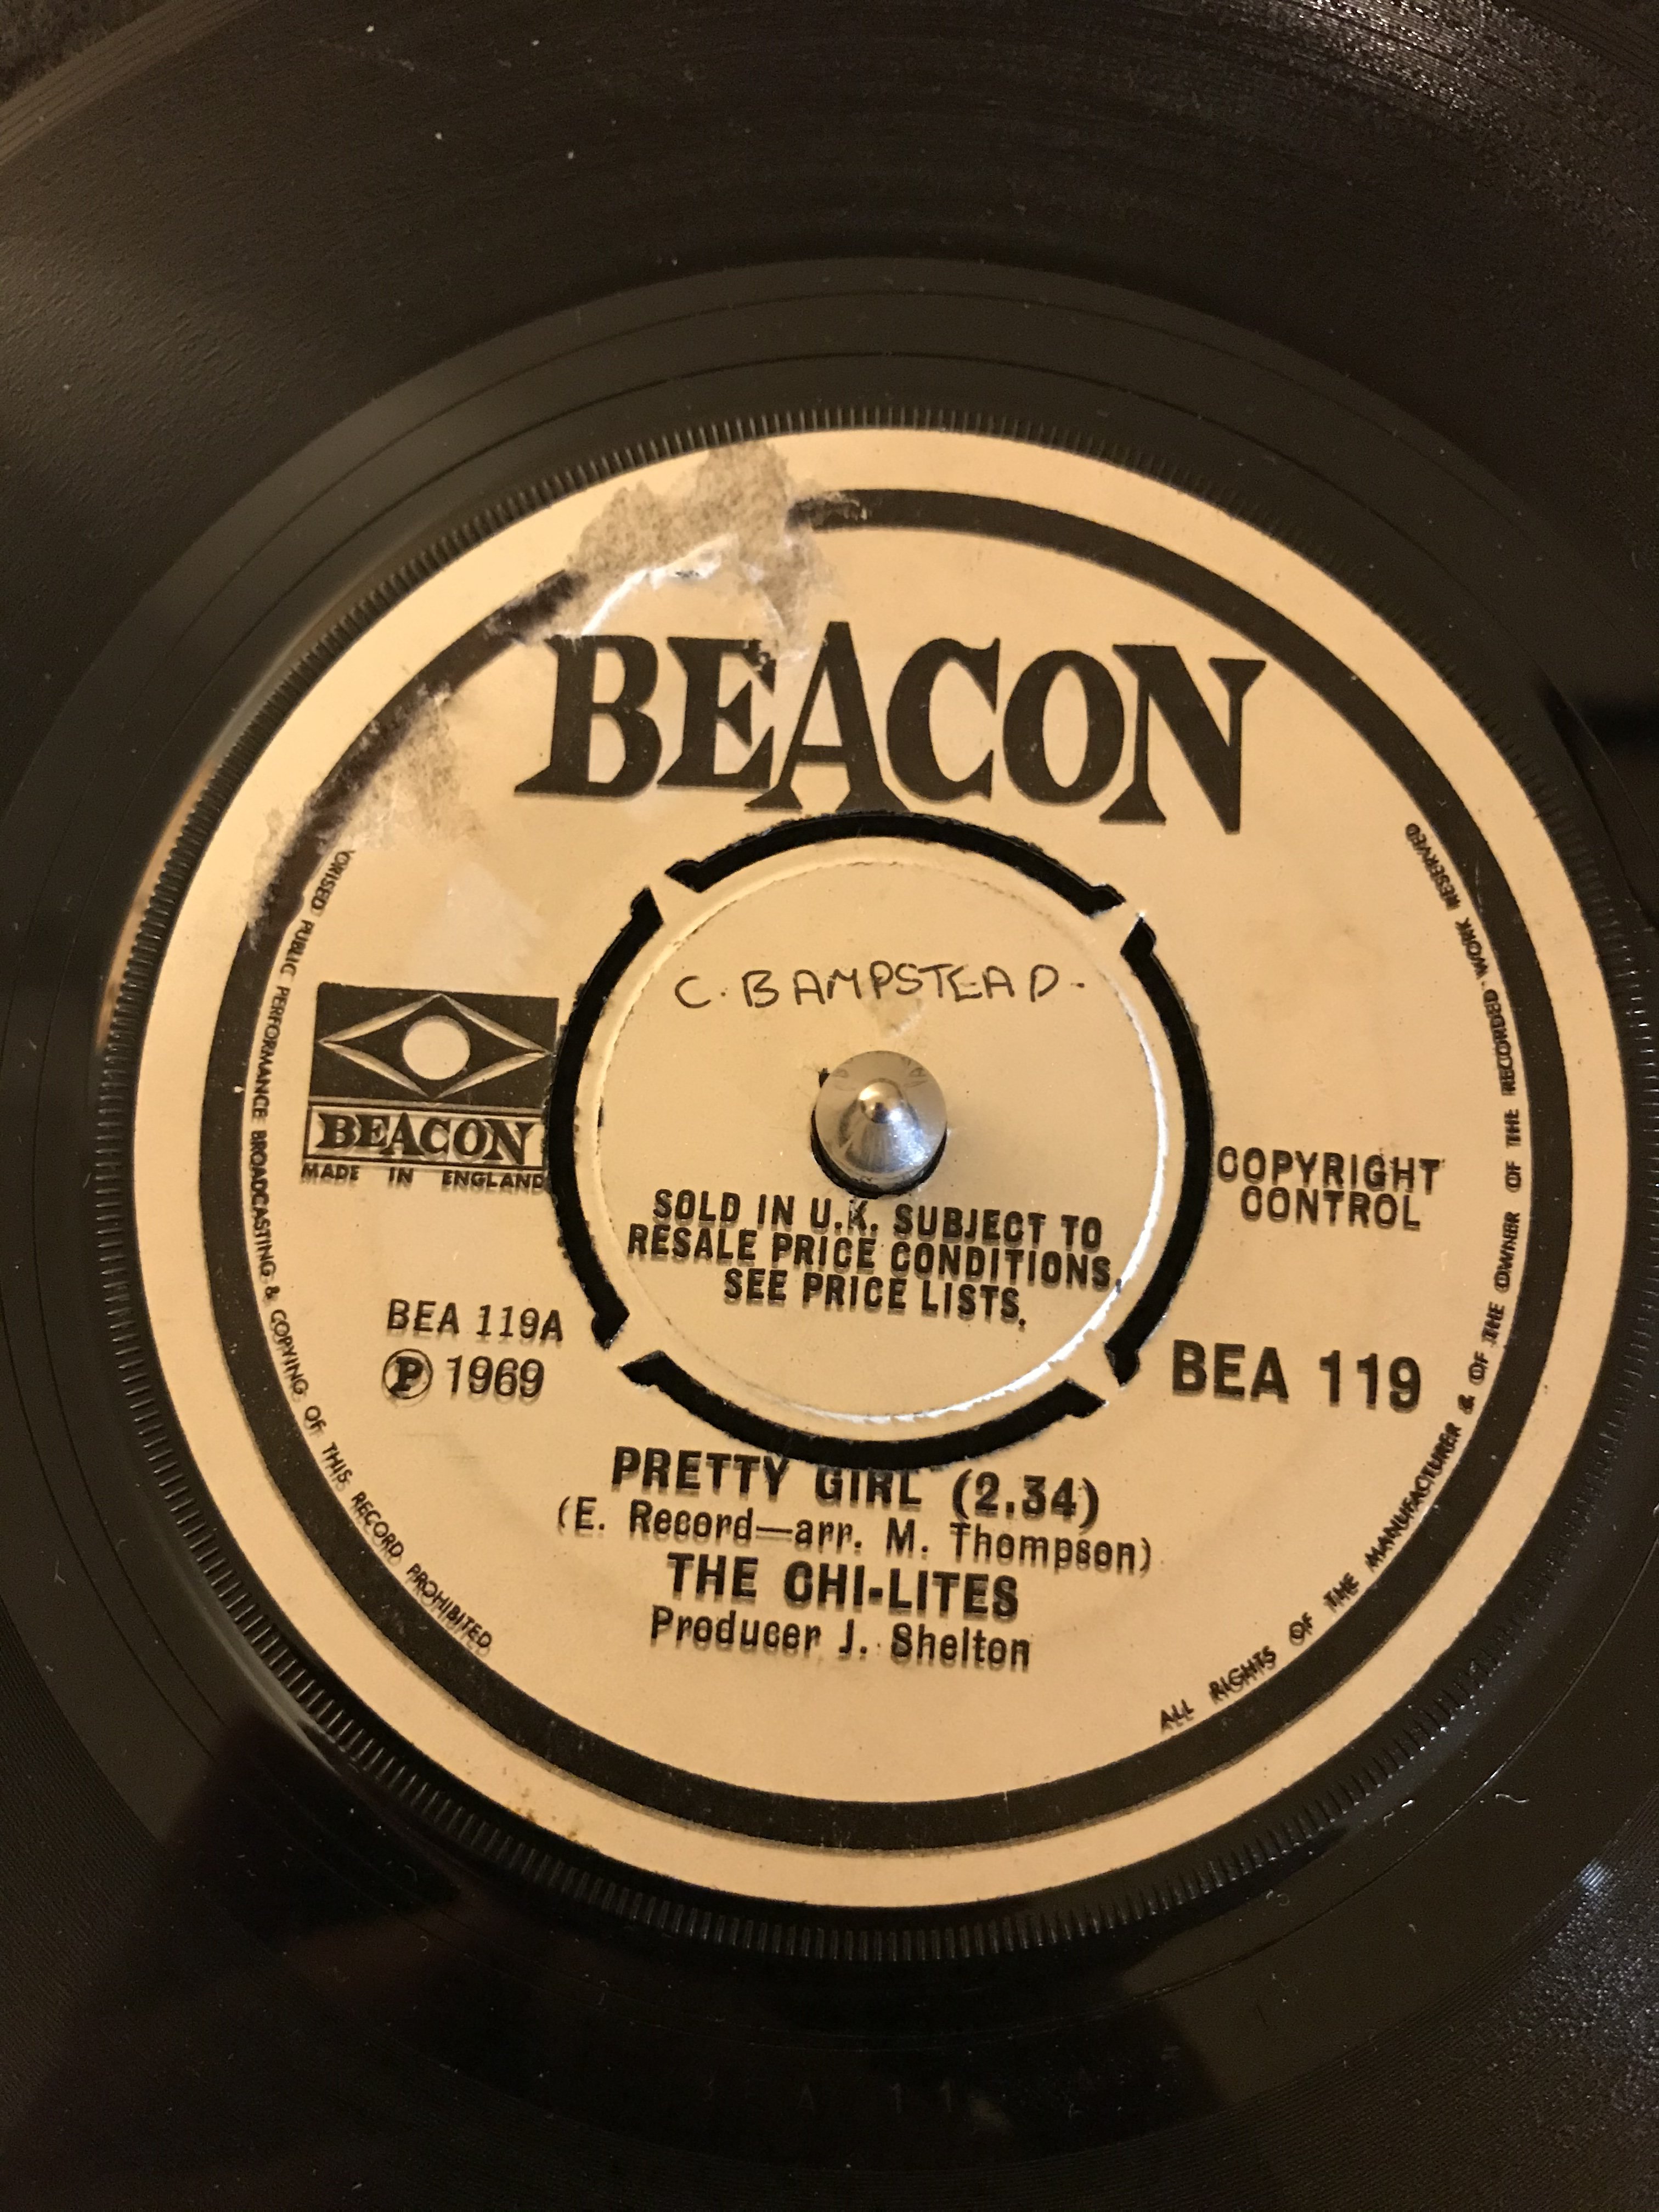 BEACON
C. BAMPSTEAD.
BEACON
MADE IN ENGLAND
COPYRIGHT
CONTROL
SOLD IN U.K. SUBJECT TO
RESALE PRICE CONDITIONS.
SEE PRICE LISTS.
BEA 119A
Ⓟ 1969
BEA 119
PRETTY GIRL (2.34)
(E. Record—arr. M. Thompson)
THE CHI-LITES
Producer J. Shelton
PUBLIC PERFORMANCE BROADCASTING & COPYING OF THIS RECORD PROHIBITED
ALL RIGHTS OF THE MANUFACTURER & OF THE OWNER OF THE RECORDED WORK RESERVED